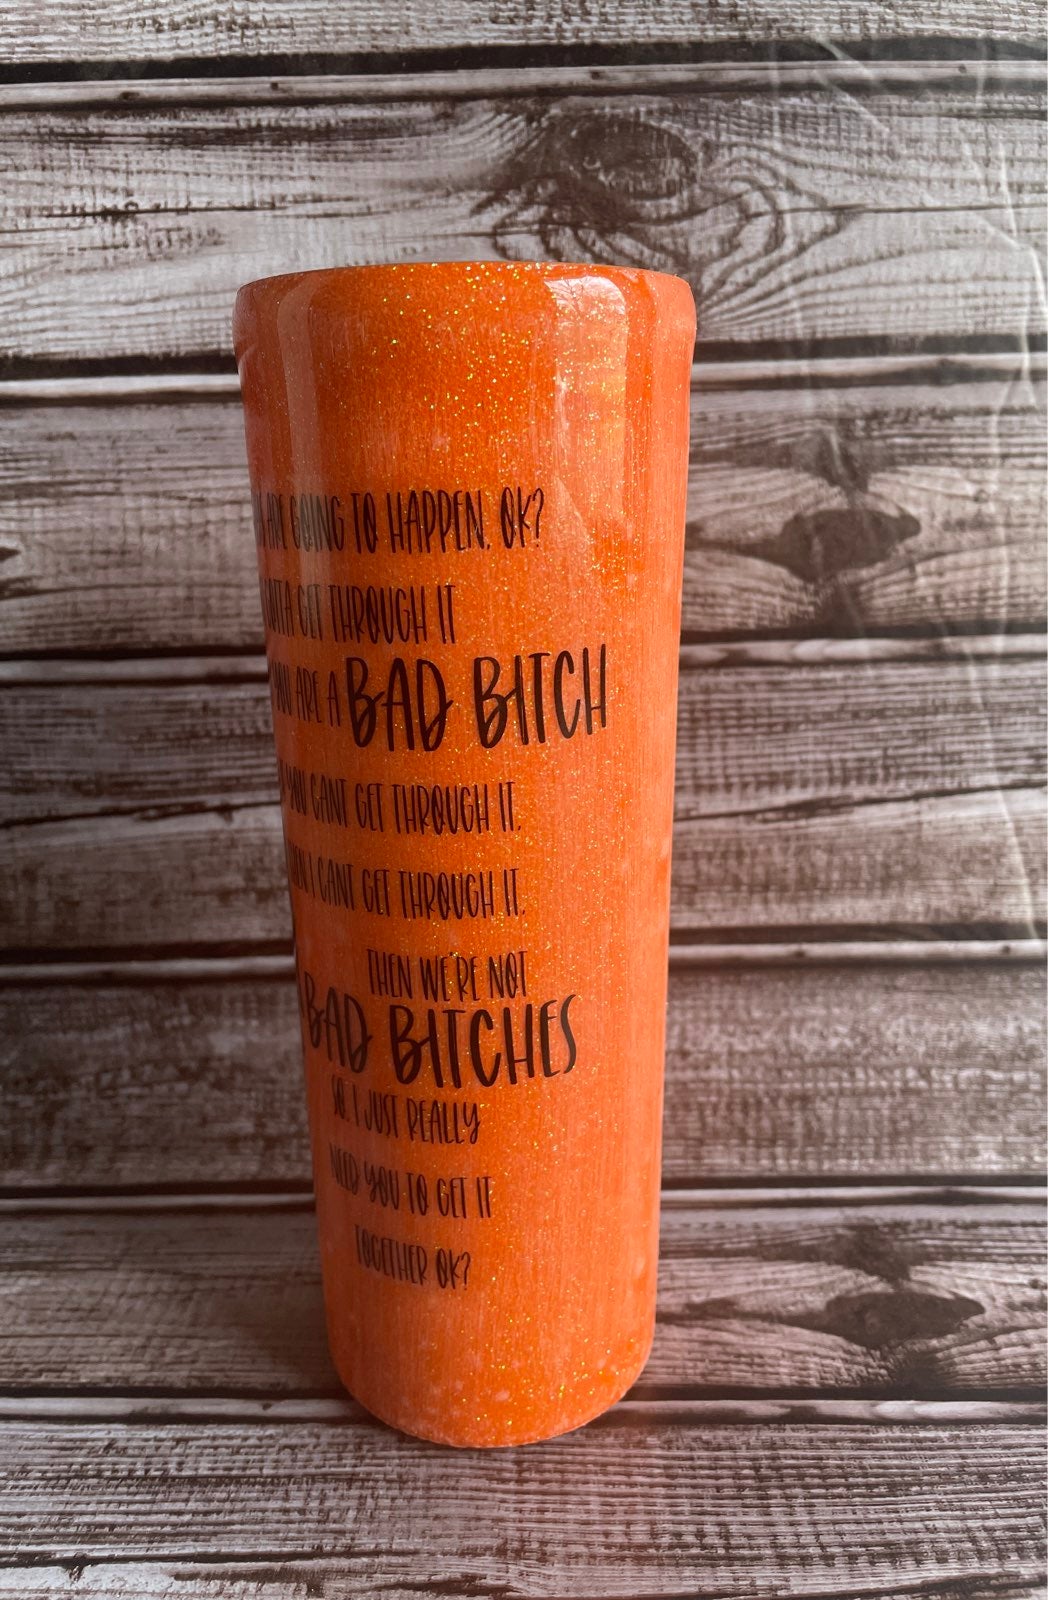 ARE GOING TO HAPPEN, OK?
GET THROUGH IT
YOU ARE A BAD BITCH
YOU CANT GET THROUGH IT,
I CANT GET THROUGH IT,
THEN WE'RE NOT
BAD BITCHES
SO, I JUST REALLY
NEED YOU TO GET IT
TOGETHER OK?